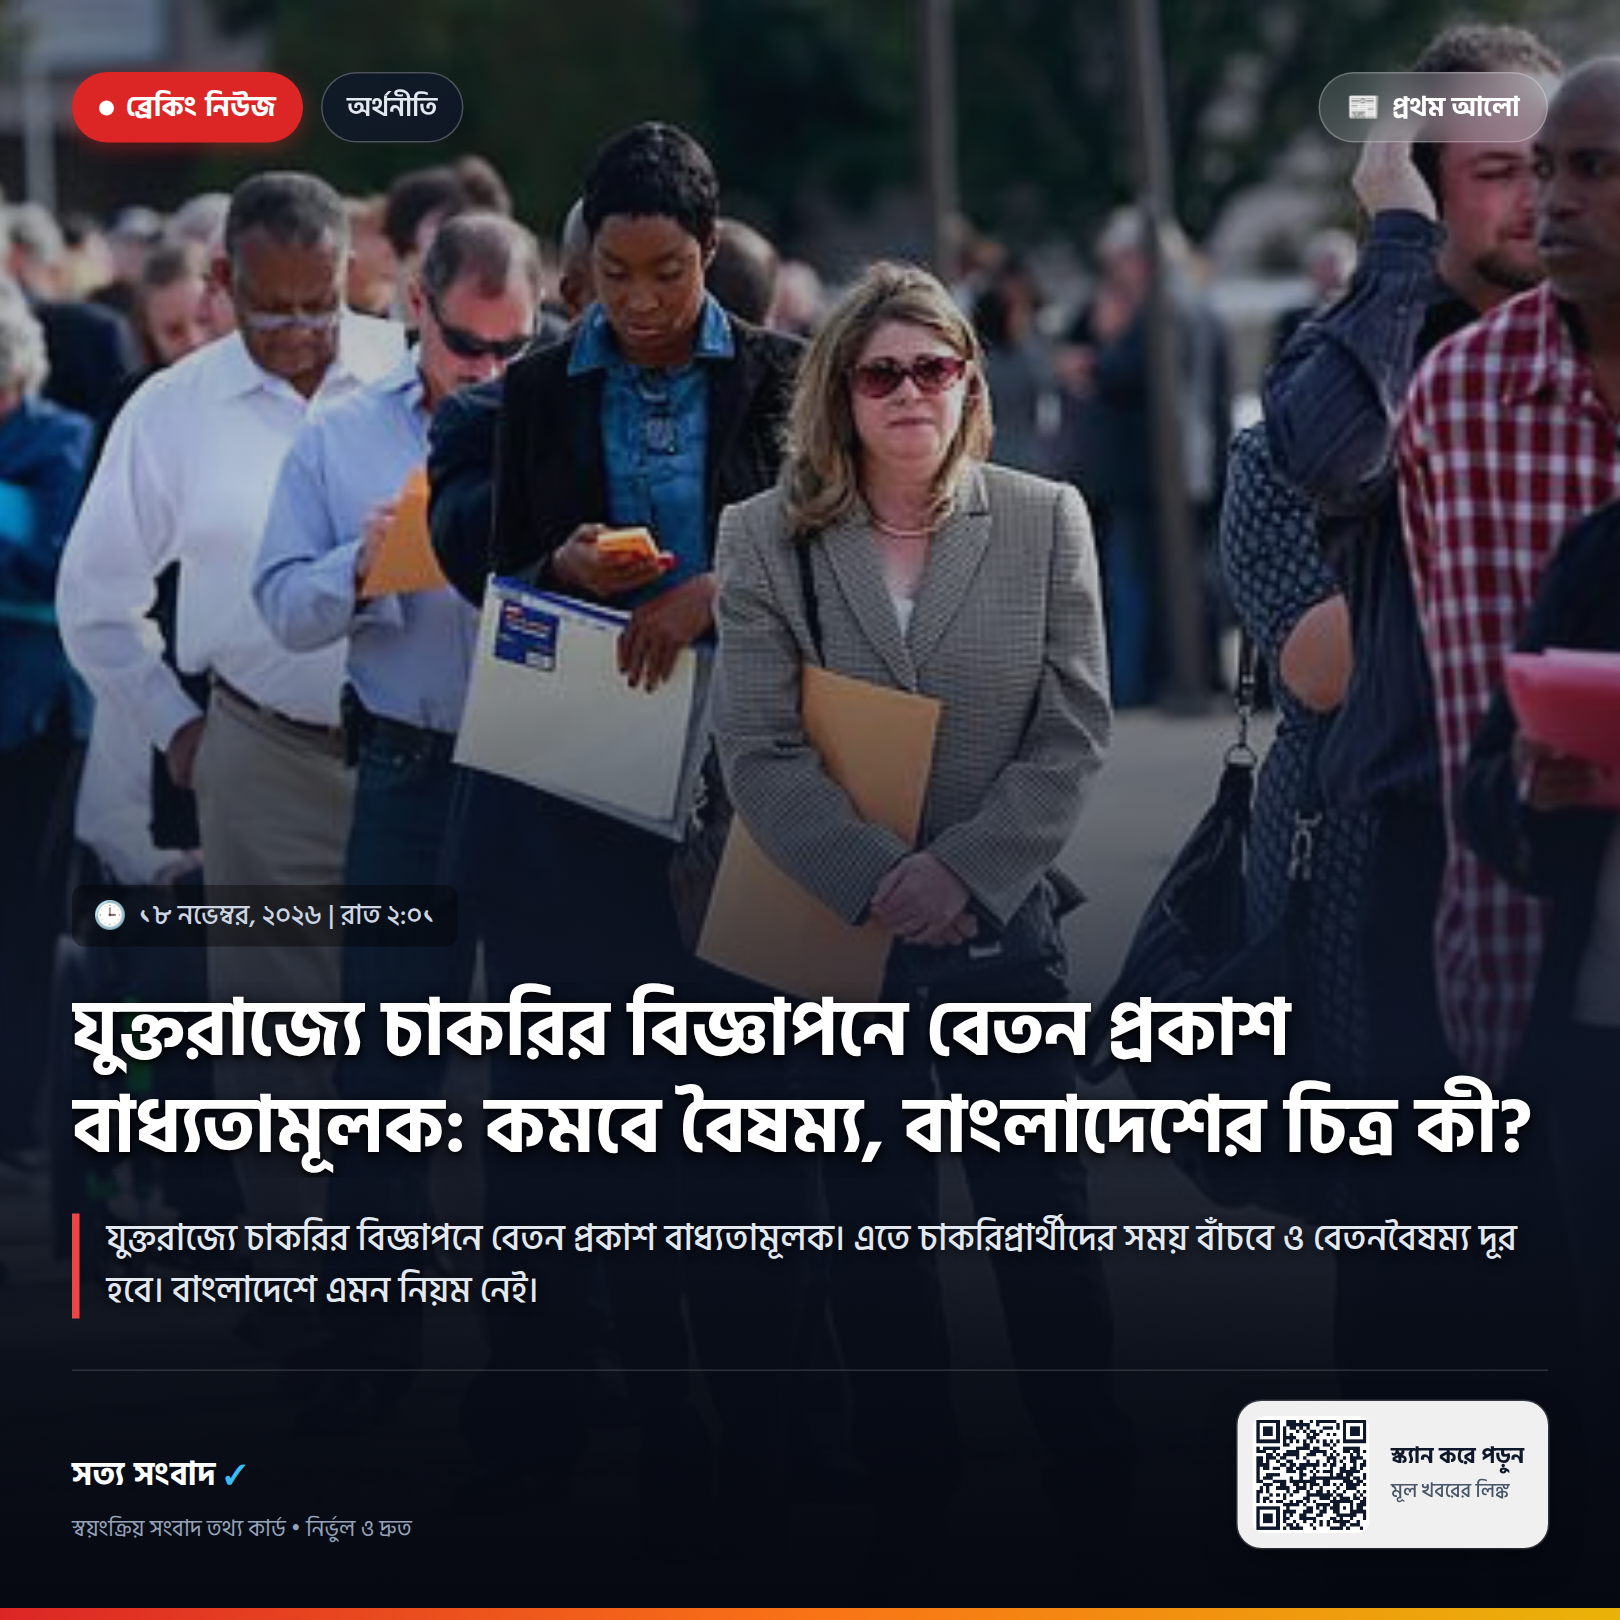 ব্রেকিং নিউজ
অর্থনীতি
প্রথম আলো
১৮ নভেম্বর, ২০২৬ | রাত ২:০১
যুক্তরাজ্যে চাকরির বিজ্ঞাপনে বেতন প্রকাশ
বাধ্যতামূলক: কমবে বৈষম্য, বাংলাদেশের চিত্র কী?
যুক্তরাজ্যে চাকরির বিজ্ঞাপনে বেতন প্রকাশ বাধ্যতামূলক। এতে চাকরিপ্রার্থীদের সময় বাঁচবে ও বেতনবৈষম্য দূর
হবে। বাংলাদেশে এমন নিয়ম নেই।
সত্য সংবাদ ✓
স্বয়ংক্রিয় সংবাদ তথ্য কার্ড • নির্ভুল ও দ্রুত
স্ক্যান করে পড়ুন
মূল খবরের লিঙ্ক